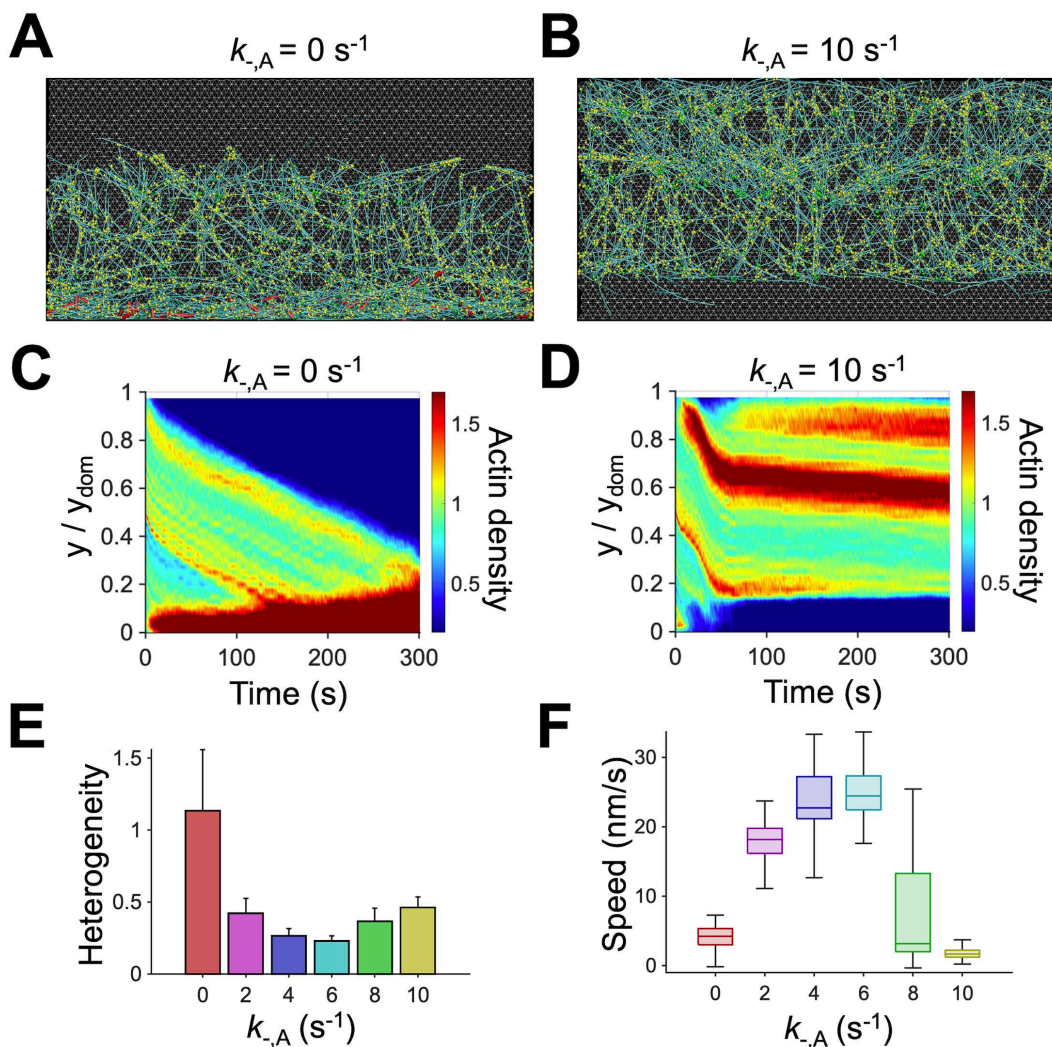 A
k-,A = 0 s-1
B
k-,A = 10 s-1
C
k-,A = 0 s-1
y / ydom
1
0.8
0.6
0.4
0.2
0
0
100
200
300
Time (s)
1.5
1
0.5
Actin density
D
k-,A = 10 s-1
y / ydom
1
0.8
0.6
0.4
0.2
0
0
100
200
300
Time (s)
1.5
1
0.5
Actin density
E
Heterogeneity
1.5
1
0.5
0
0 2 4 6 8 10
k-,A (s-1)
F
Speed (nm/s)
30
20
10
0
0 2 4 6 8 10
k-,A (s-1)